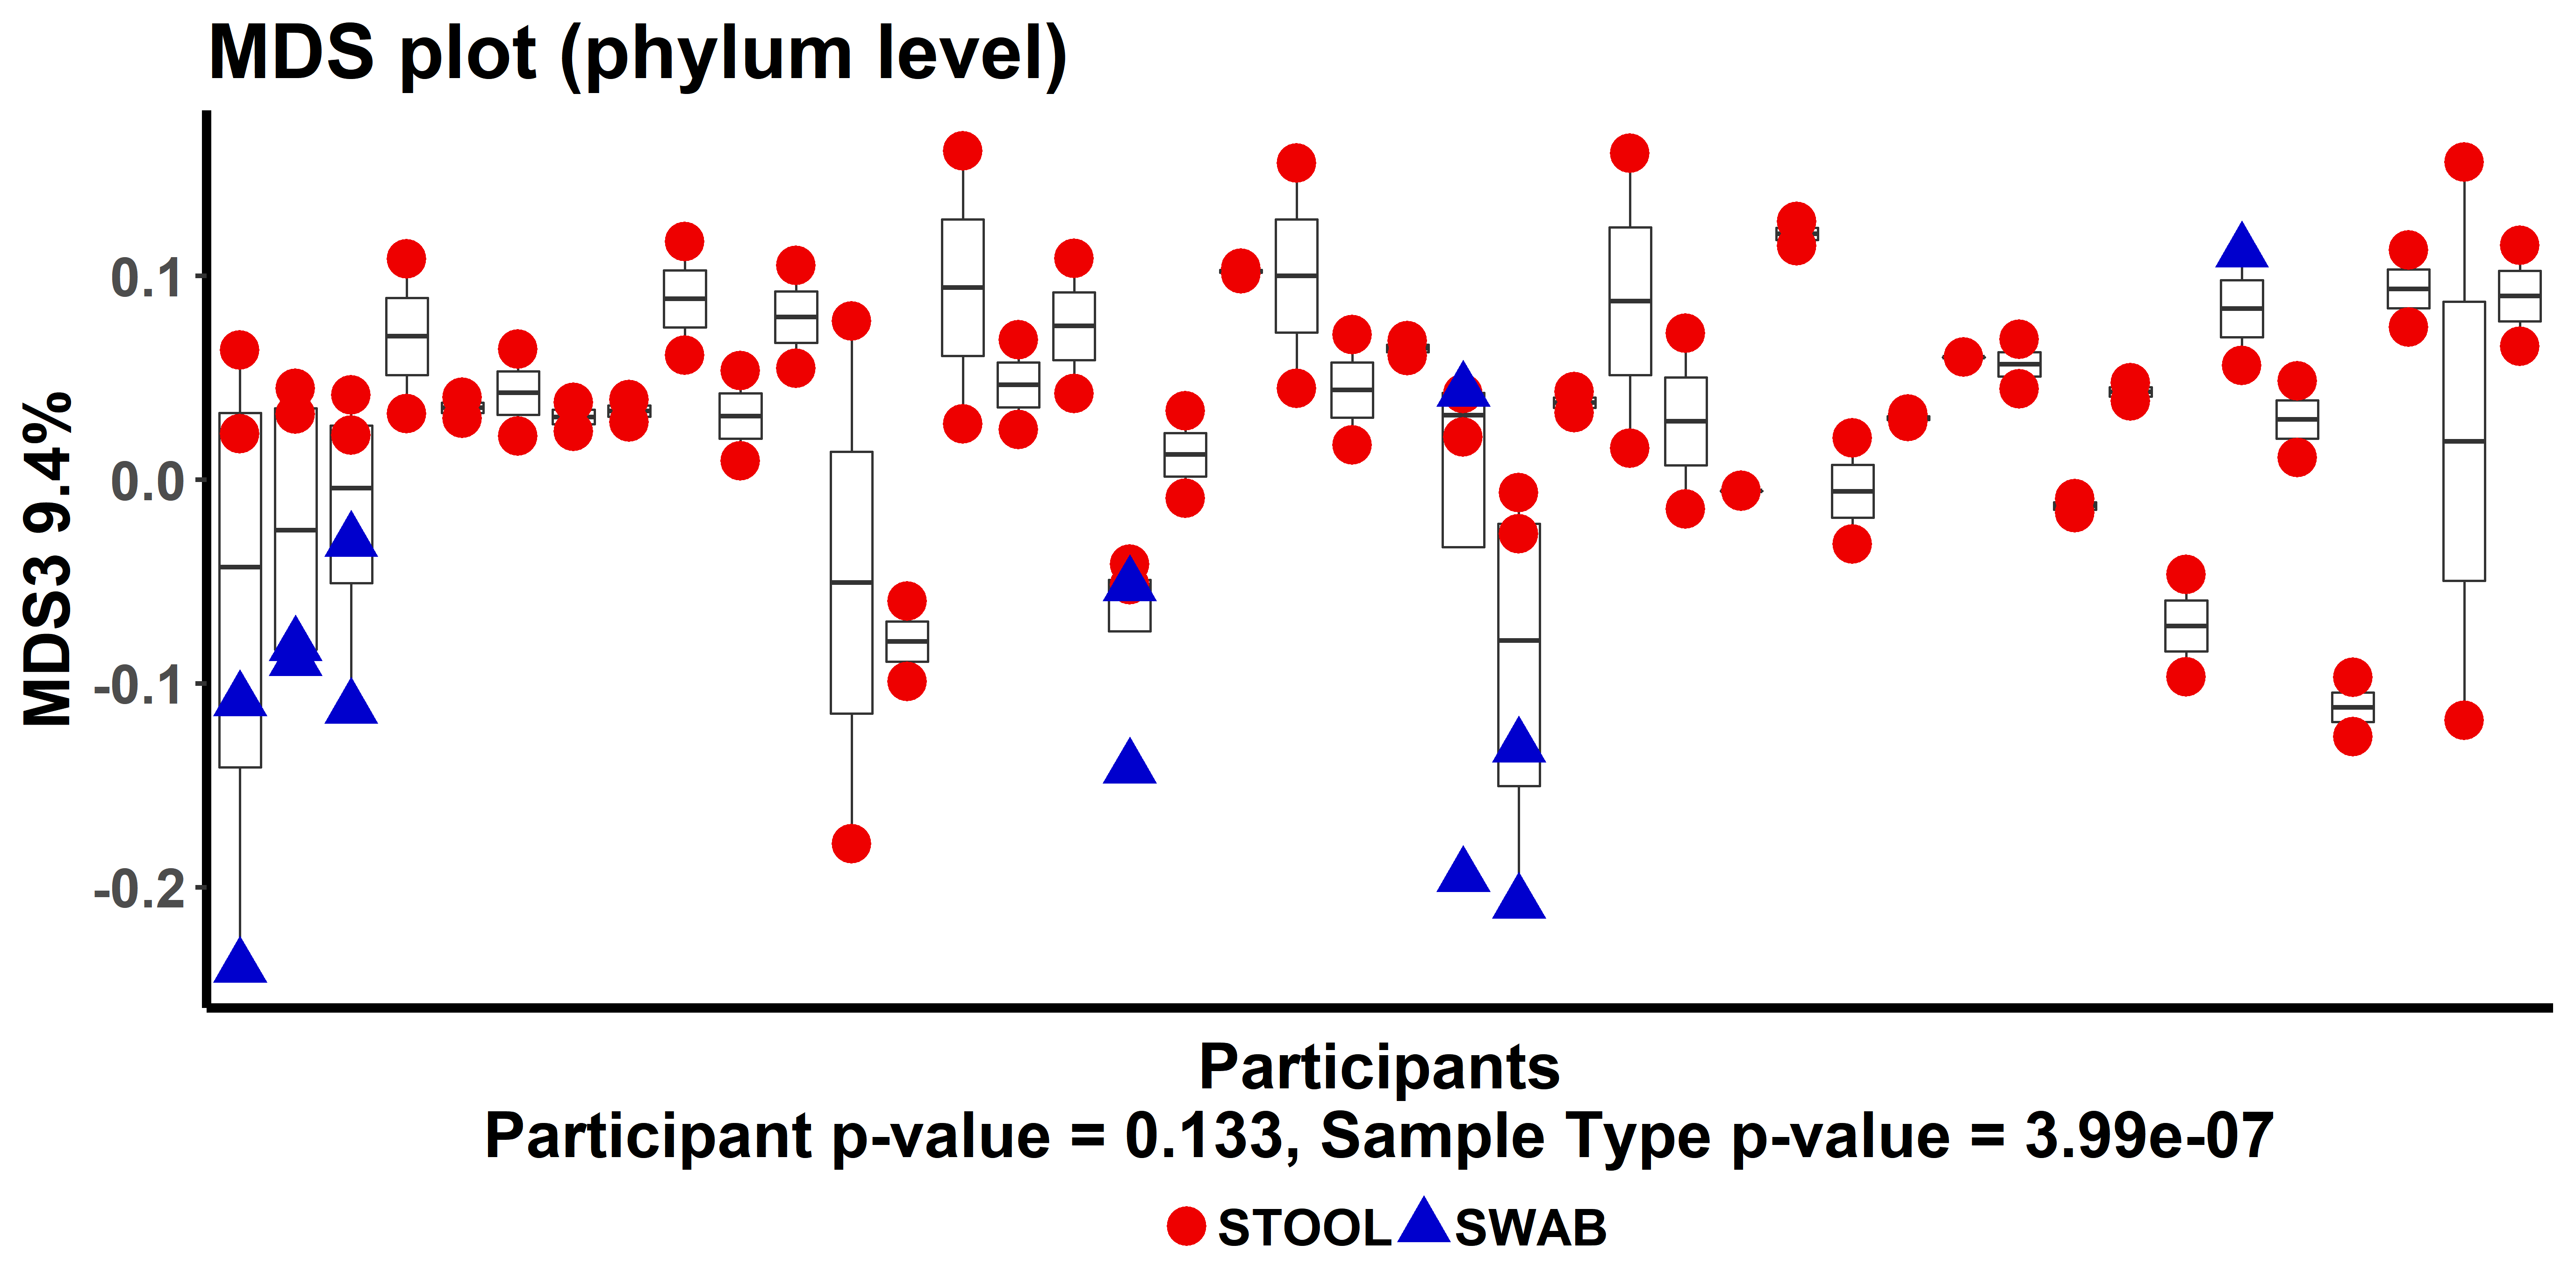 MDS plot (phylum level)
MDS3 9.4%
0.1
0.0
-0.1
-0.2
Participants
Participant p-value = 0.133, Sample Type p-value = 3.99e-07
STOOL SWAB